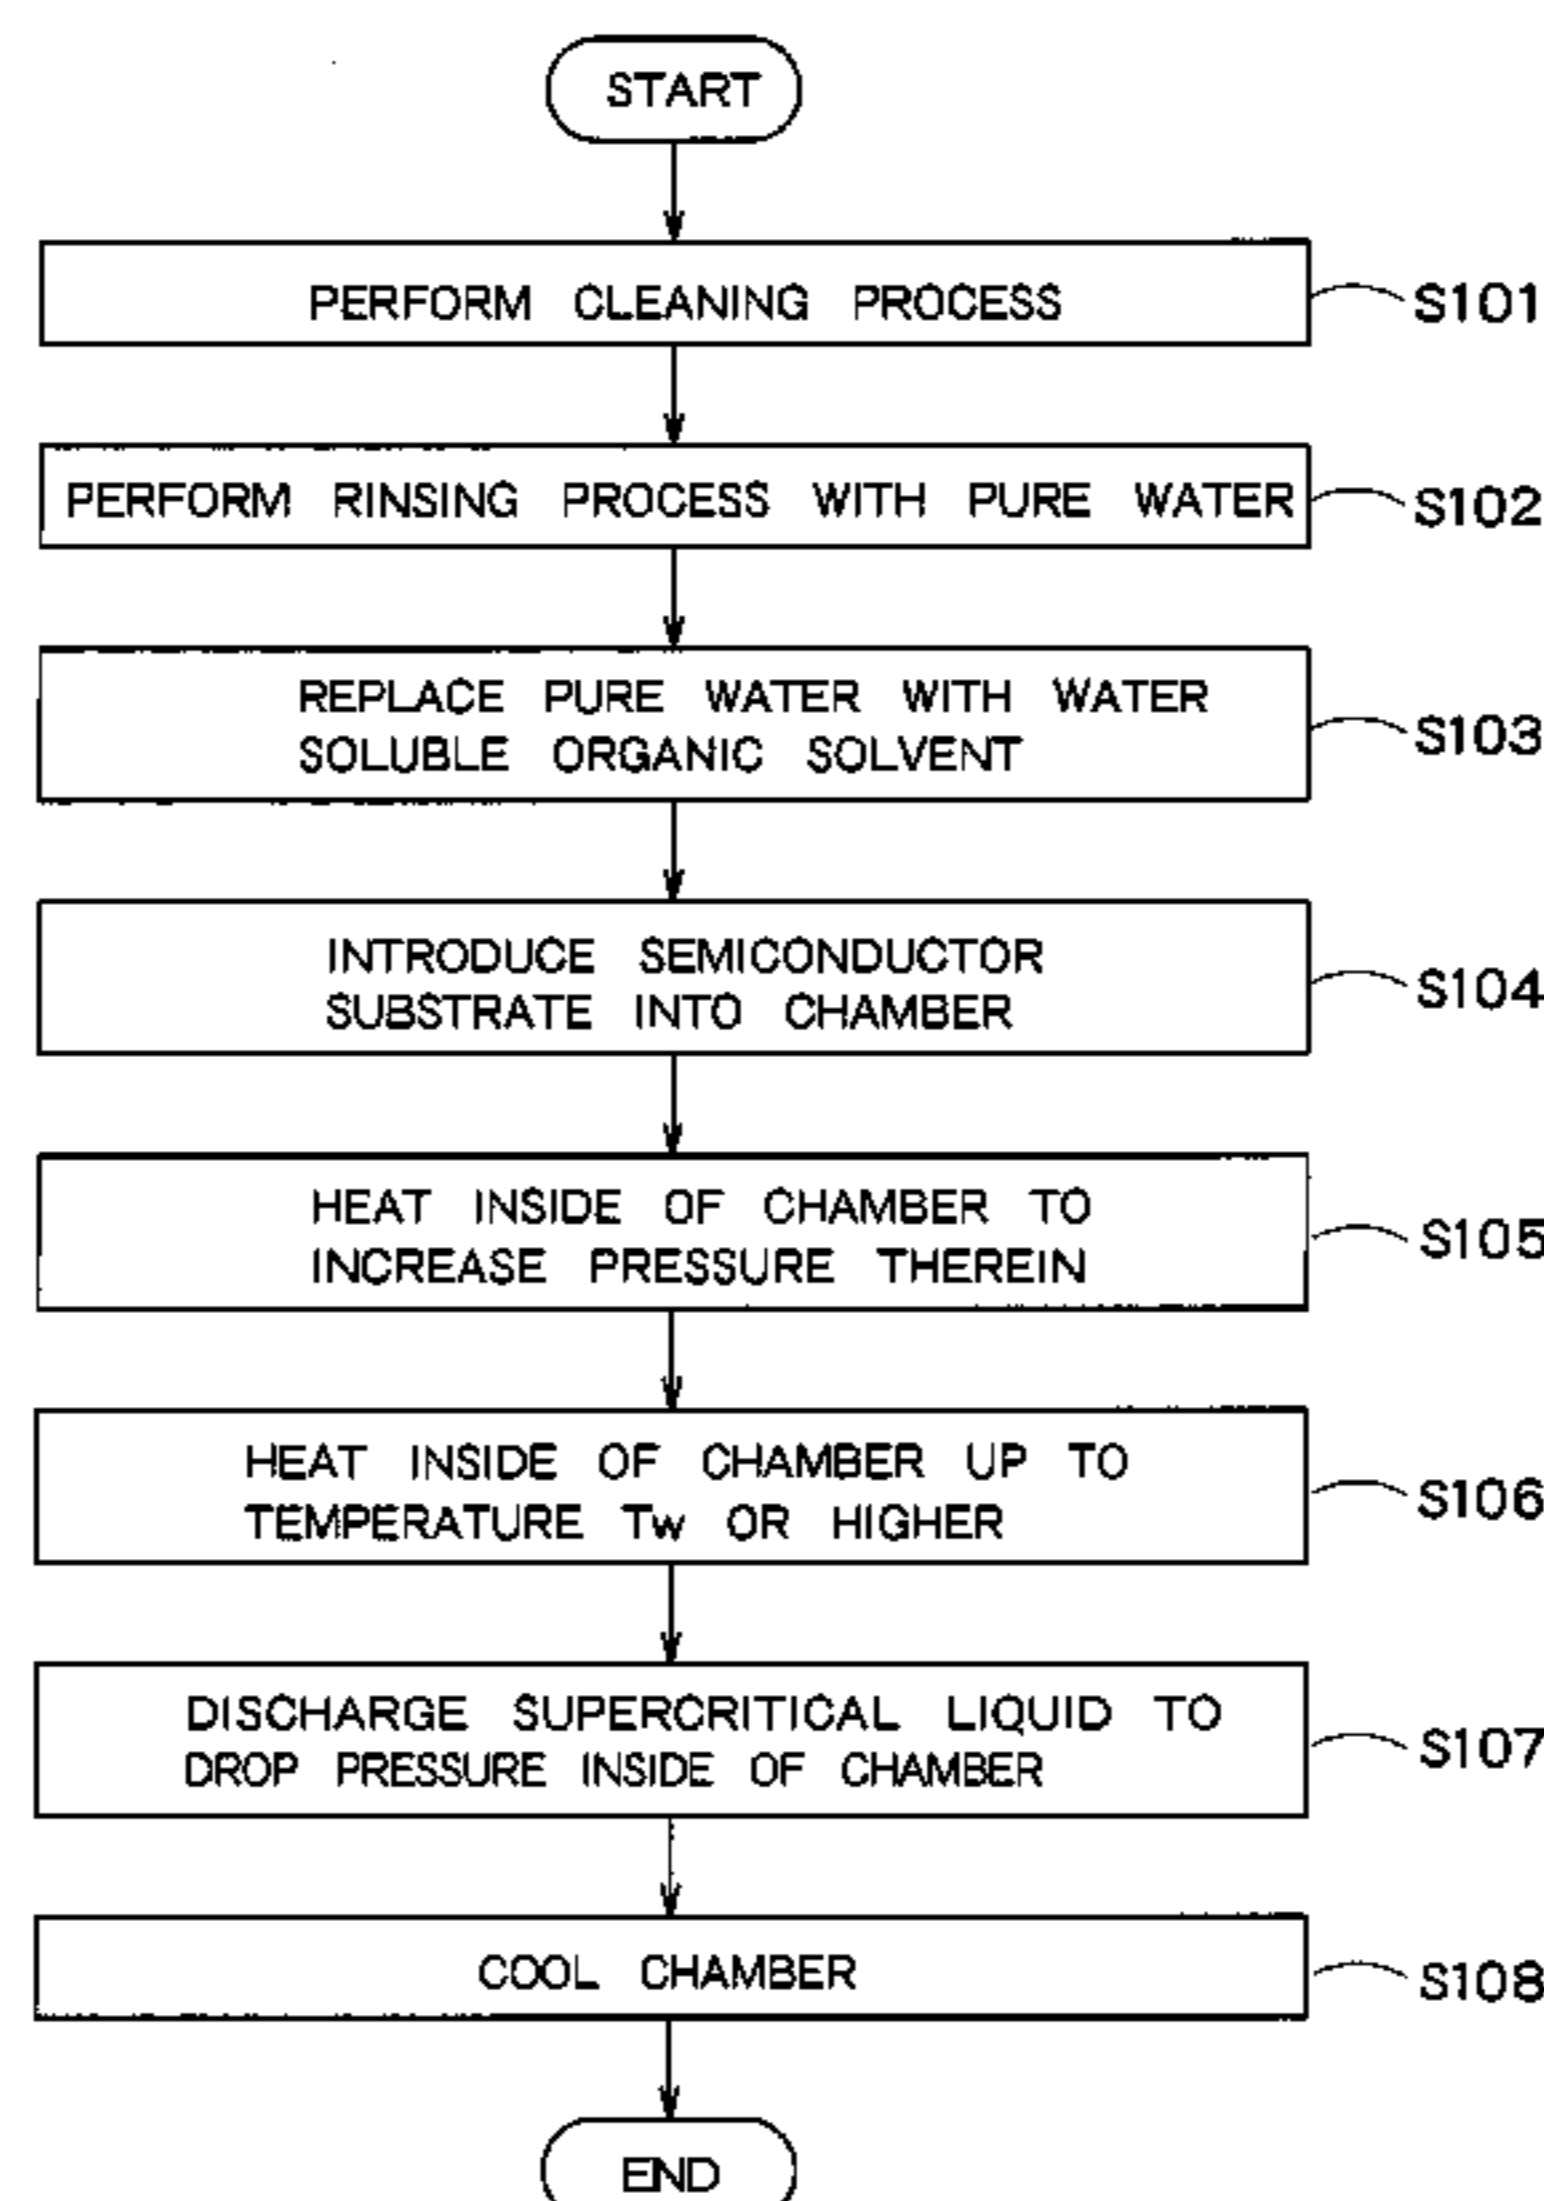 START
PERFORM CLEANING PROCESS
S101
PERFORM RINSING PROCESS WITH PURE WATER
S102
REPLACE PURE WATER WITH WATER
SOLUBLE ORGANIC SOLVENT
S103
INTRODUCE SEMICONDUCTOR
SUBSTRATE INTO CHAMBER
S104
HEAT INSIDE OF CHAMBER TO
INCREASE PRESSURE THEREIN
S105
HEAT INSIDE OF CHAMBER UP TO
TEMPERATURE Tw OR HIGHER
S106
DISCHARGE SUPERCRITICAL LIQUID TO
DROP PRESSURE INSIDE OF CHAMBER
S107
COOL CHAMBER
S108
END